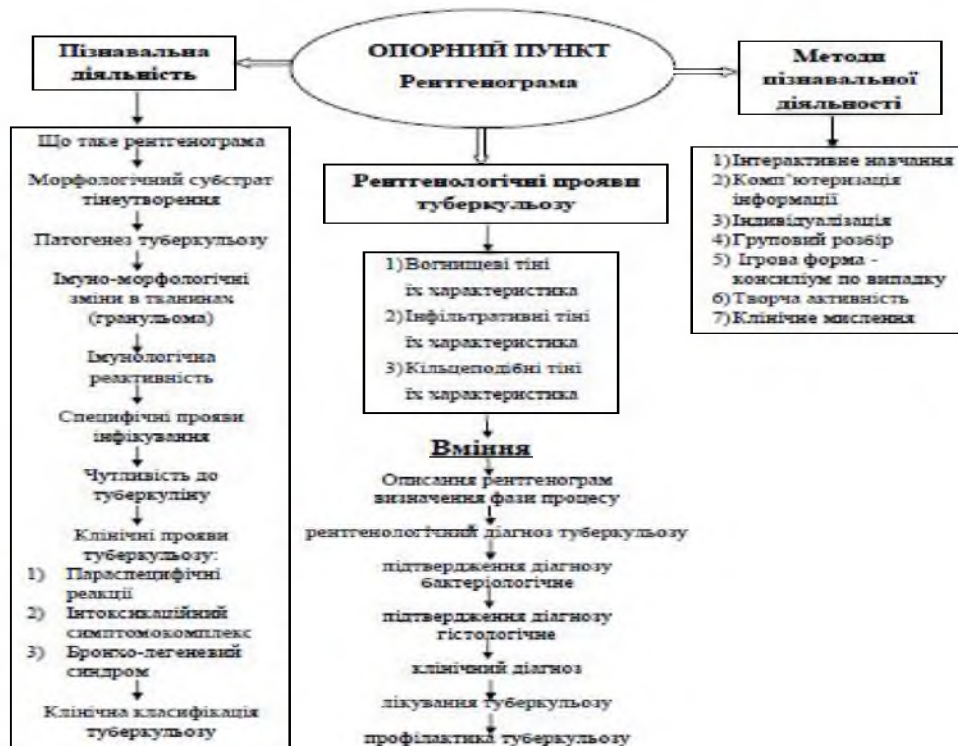 ОПОРНИЙ ПУНКТ
Рентгенограма
Пізнавальна
діяльність
Що таке рентгенограма
Морфологічний субстрат
тінеутворення
Патогенез туберкульозу
Імуно-морфологічні
зміни в тканинах
(гранульома)
Імунологічна
реактивність
Специфічні прояви
інфікування
Чутливість до
туберкуліну
Клінічні прояви
туберкульозу:
1) Параспецифічні
реакції
2) Інтоксикаційний
симптомокомплекс
3) Бронхо-легеневий
синдром
Клінічна класифікація
туберкульозу
Рентгенологічні прояви
туберкульозу
1) Вогнищеві тіні
їх характеристика
2) Інфільтративні тіні
їх характеристика
3) Кільцеподібні тіні
їх характеристика
Вміння
Описання рентгенограм
визначення фази процесу
рентгенологічний діагноз туберкульозу
підтвердження діагнозу
бактеріологічне
підтвердження діагнозу
гістологічне
клінічний діагноз
лікування туберкульозу
профілактика туберкульозу
Методи
пізнавальної
діяльності
1) Інтерактивне навчання
2) Комп'ютеризація
інформації
3) Індивідуалізація
4) Груповий розбір
5) Ігрова форма -
консиліум по випадку
6) Творча активність
7) Клінічне мислення